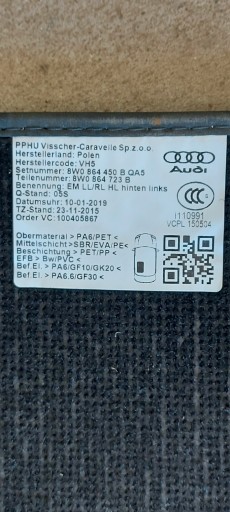 PPHU Visscher-Caravelle Sp.z.o.o.
Herstellerland: Polen
Herstellercode: VH5
Setnummer: 8W0 864 450 B QA5
Teilenummer: 8W0 864 723 B
Benennung: EM LL/RL HL hinten links
Q-Stand: 05S
Datumsuhr: 10-01-2019
TZ-Stand: 23-11-2015
Order VC: 100405867
Audi
CCC
I110991
VCPL 150504
Obermaterial > PA6/PET <
Mittelschicht >SBR/EVA/PE<
Beschichtung > PET/PP <
EFB > Bw/PVC <
Bef.El. > PA6/GF10/GK20 <
Bef.El. > PA6.6/GF30 <